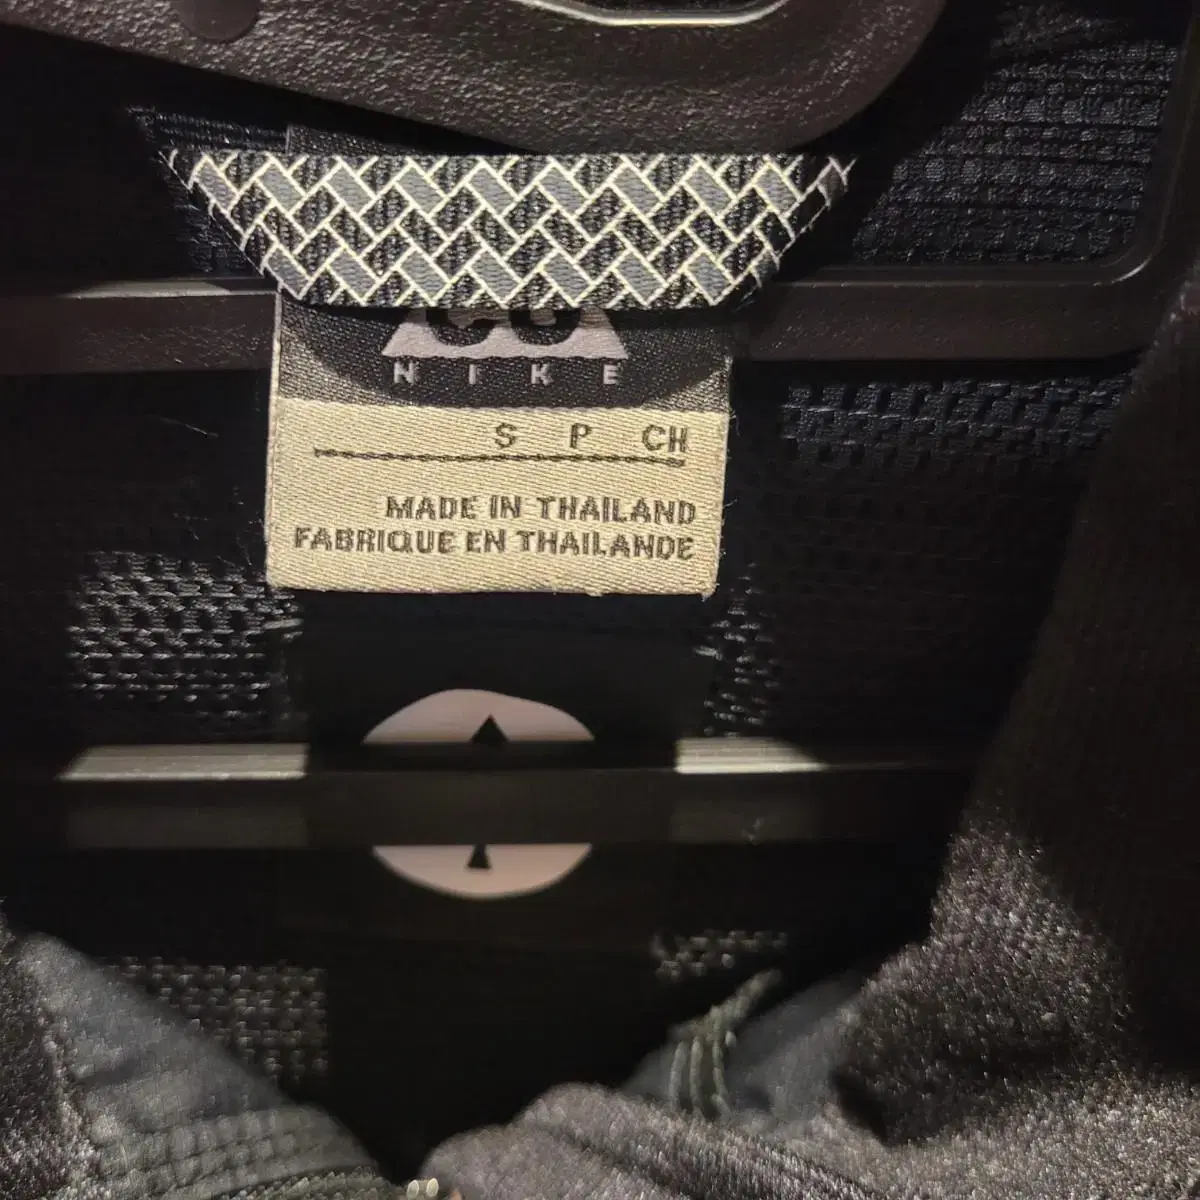 NIKE
S P CH
MADE IN THAILAND
FABRIQUE EN THAILANDE